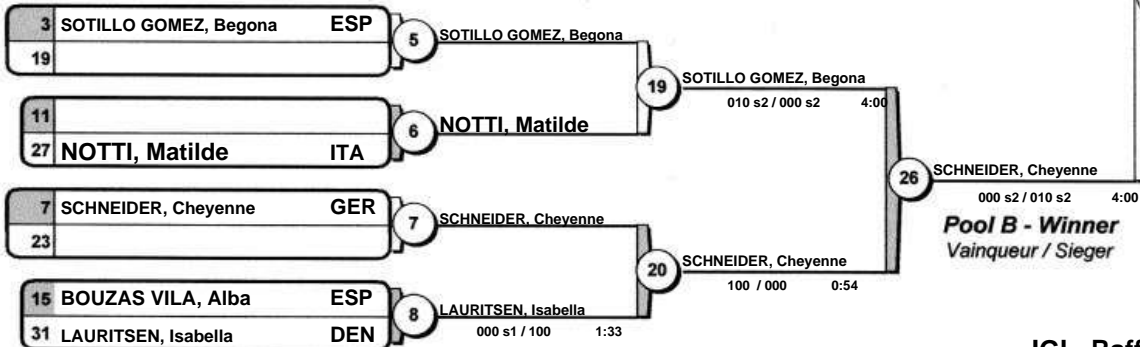 3 SOTILLO GOMEZ, Begona ESP
19
5
SOTILLO GOMEZ, Begona
11
27 NOTTI, Matilde ITA
6
NOTTI, Matilde
19
SOTILLO GOMEZ, Begona
010 s2 / 000 s2 4:00
7 SCHNEIDER, Cheyenne GER
23
7
SCHNEIDER, Cheyenne
15 BOUZAS VILA, Alba ESP
31 LAURITSEN, Isabella DEN
8
LAURITSEN, Isabella
000 s1 / 100 1:33
20
SCHNEIDER, Cheyenne
100 / 000 0:54
26
SCHNEIDER, Cheyenne
000 s2 / 010 s2 4:00
Pool B - Winner
Vainqueur / Sieger